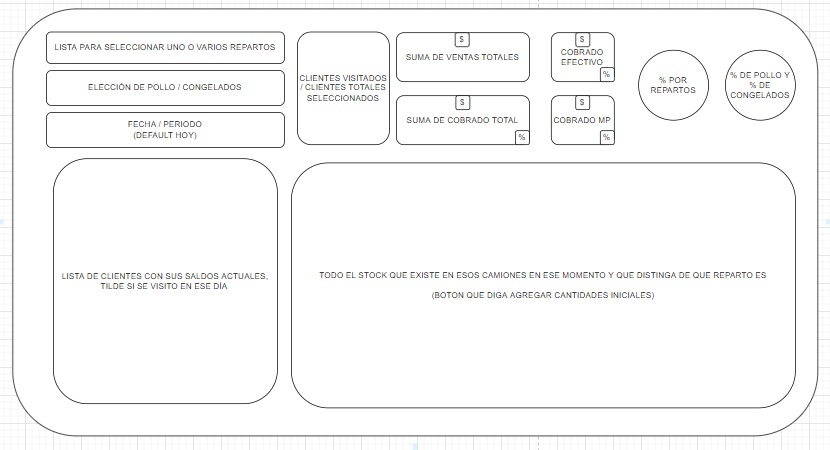 LISTA PARA SELECCIONAR UNO O VARIOS REPARTOS
ELECCIÓN DE POLLO / CONGELADOS
FECHA / PERIODO
(DEFAULT HOY)
CLIENTES VISITADOS
/ CLIENTES TOTALES
SELECCIONADOS
$
SUMA DE VENTAS TOTALES
$
SUMA DE COBRADO TOTAL
%
$
COBRADO
EFECTIVO
%
$
COBRADO MP
%
% POR
REPARTOS
% DE POLLO Y
% DE
CONGELADOS
LISTA DE CLIENTES CON SUS SALDOS ACTUALES,
TILDE SI SE VISITO EN ESE DÍA
TODO EL STOCK QUE EXISTE EN ESOS CAMIONES EN ESE MOMENTO Y QUE DISTINGA DE QUE REPARTO ES
(BOTON QUE DIGA AGREGAR CANTIDADES INICIALES)